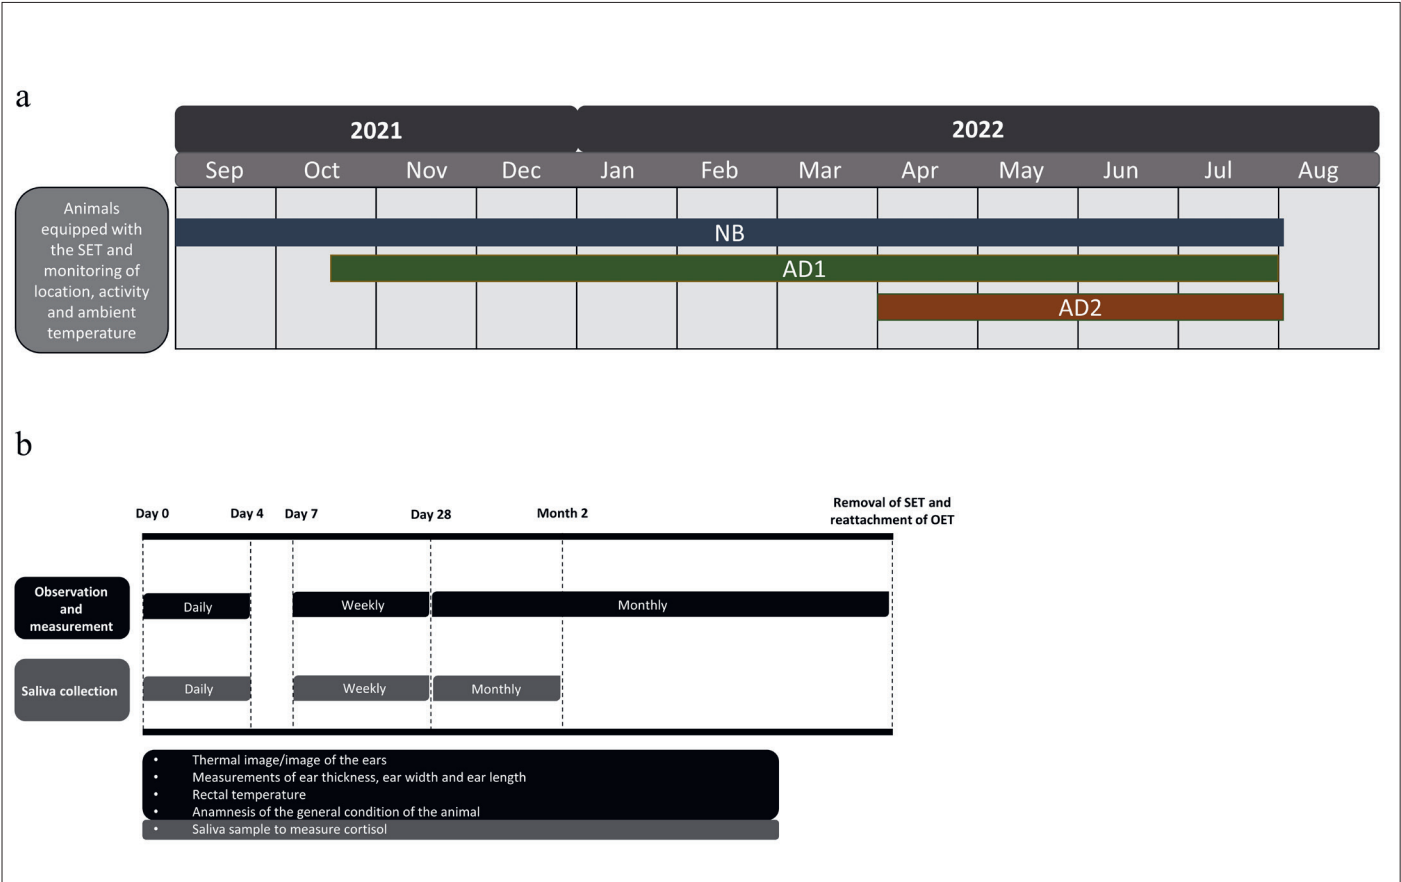 a
2021 2022
Sep Oct Nov Dec Jan Feb Mar Apr May Jun Jul Aug
Animals
equipped with
the SET and
monitoring of
location, activity
and ambient
temperature
NB
AD1
AD2
b
Day 0 Day 4 Day 7 Day 28 Month 2
Removal of SET and
reattachment of OET
Observation
and
measurement
Daily Weekly Monthly
Saliva collection
Daily Weekly Monthly
• Thermal image/image of the ears
• Measurements of ear thickness, ear width and ear length
• Rectal temperature
• Anamnesis of the general condition of the animal
• Saliva sample to measure cortisol